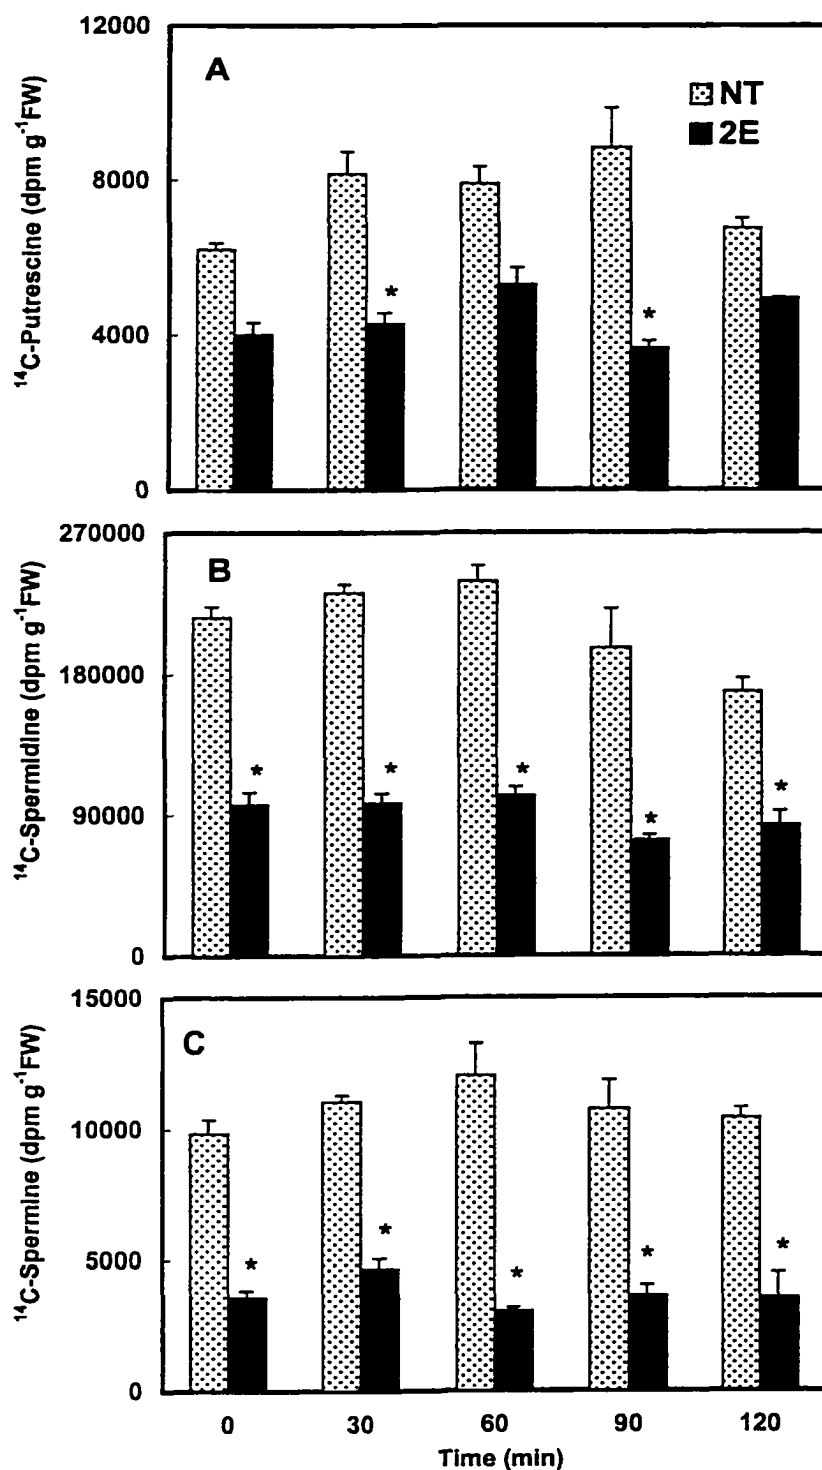 12000
A
NT
2E
8000
*
*
4000
0
¹⁴C-Putrescine (dpm g⁻¹FW)
270000
B
180000
*
*
*
*
*
90000
0
¹⁴C-Spermidine (dpm g⁻¹FW)
15000
C
10000
*
*
*
*
*
5000
0
¹⁴C-Spermine (dpm g⁻¹FW)
0 30 60 90 120
Time (min)